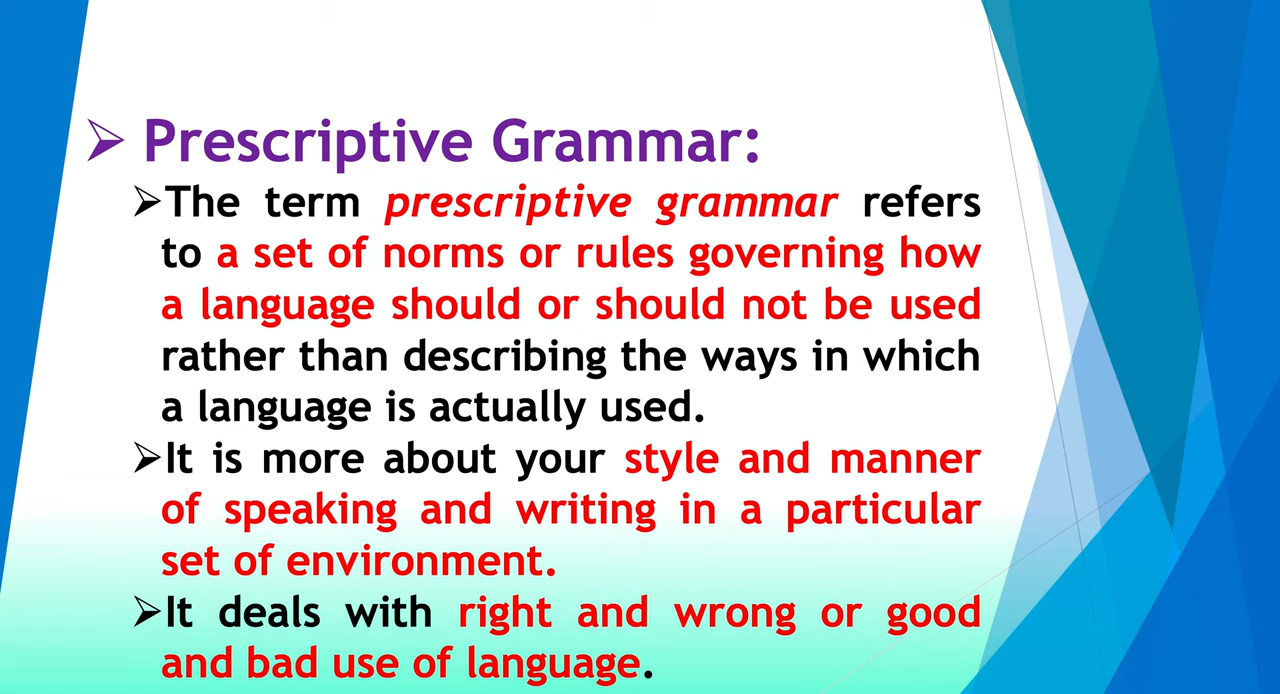 ➢ Prescriptive Grammar:
➢The term prescriptive grammar refers
to a set of norms or rules governing how
a language should or should not be used
rather than describing the ways in which
a language is actually used.
➢It is more about your style and manner
of speaking and writing in a particular
set of environment.
➢It deals with right and wrong or good
and bad use of language.